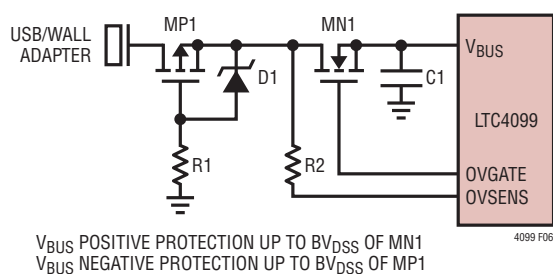 USB/WALL
ADAPTER
MP1
MN1
D1
C1
R1
R2
VBUS
LTC4099
OVGATE
OVSENS
4099 F06
VBUS POSITIVE PROTECTION UP TO BVDSS OF MN1
VBUS NEGATIVE PROTECTION UP TO BVDSS OF MP1